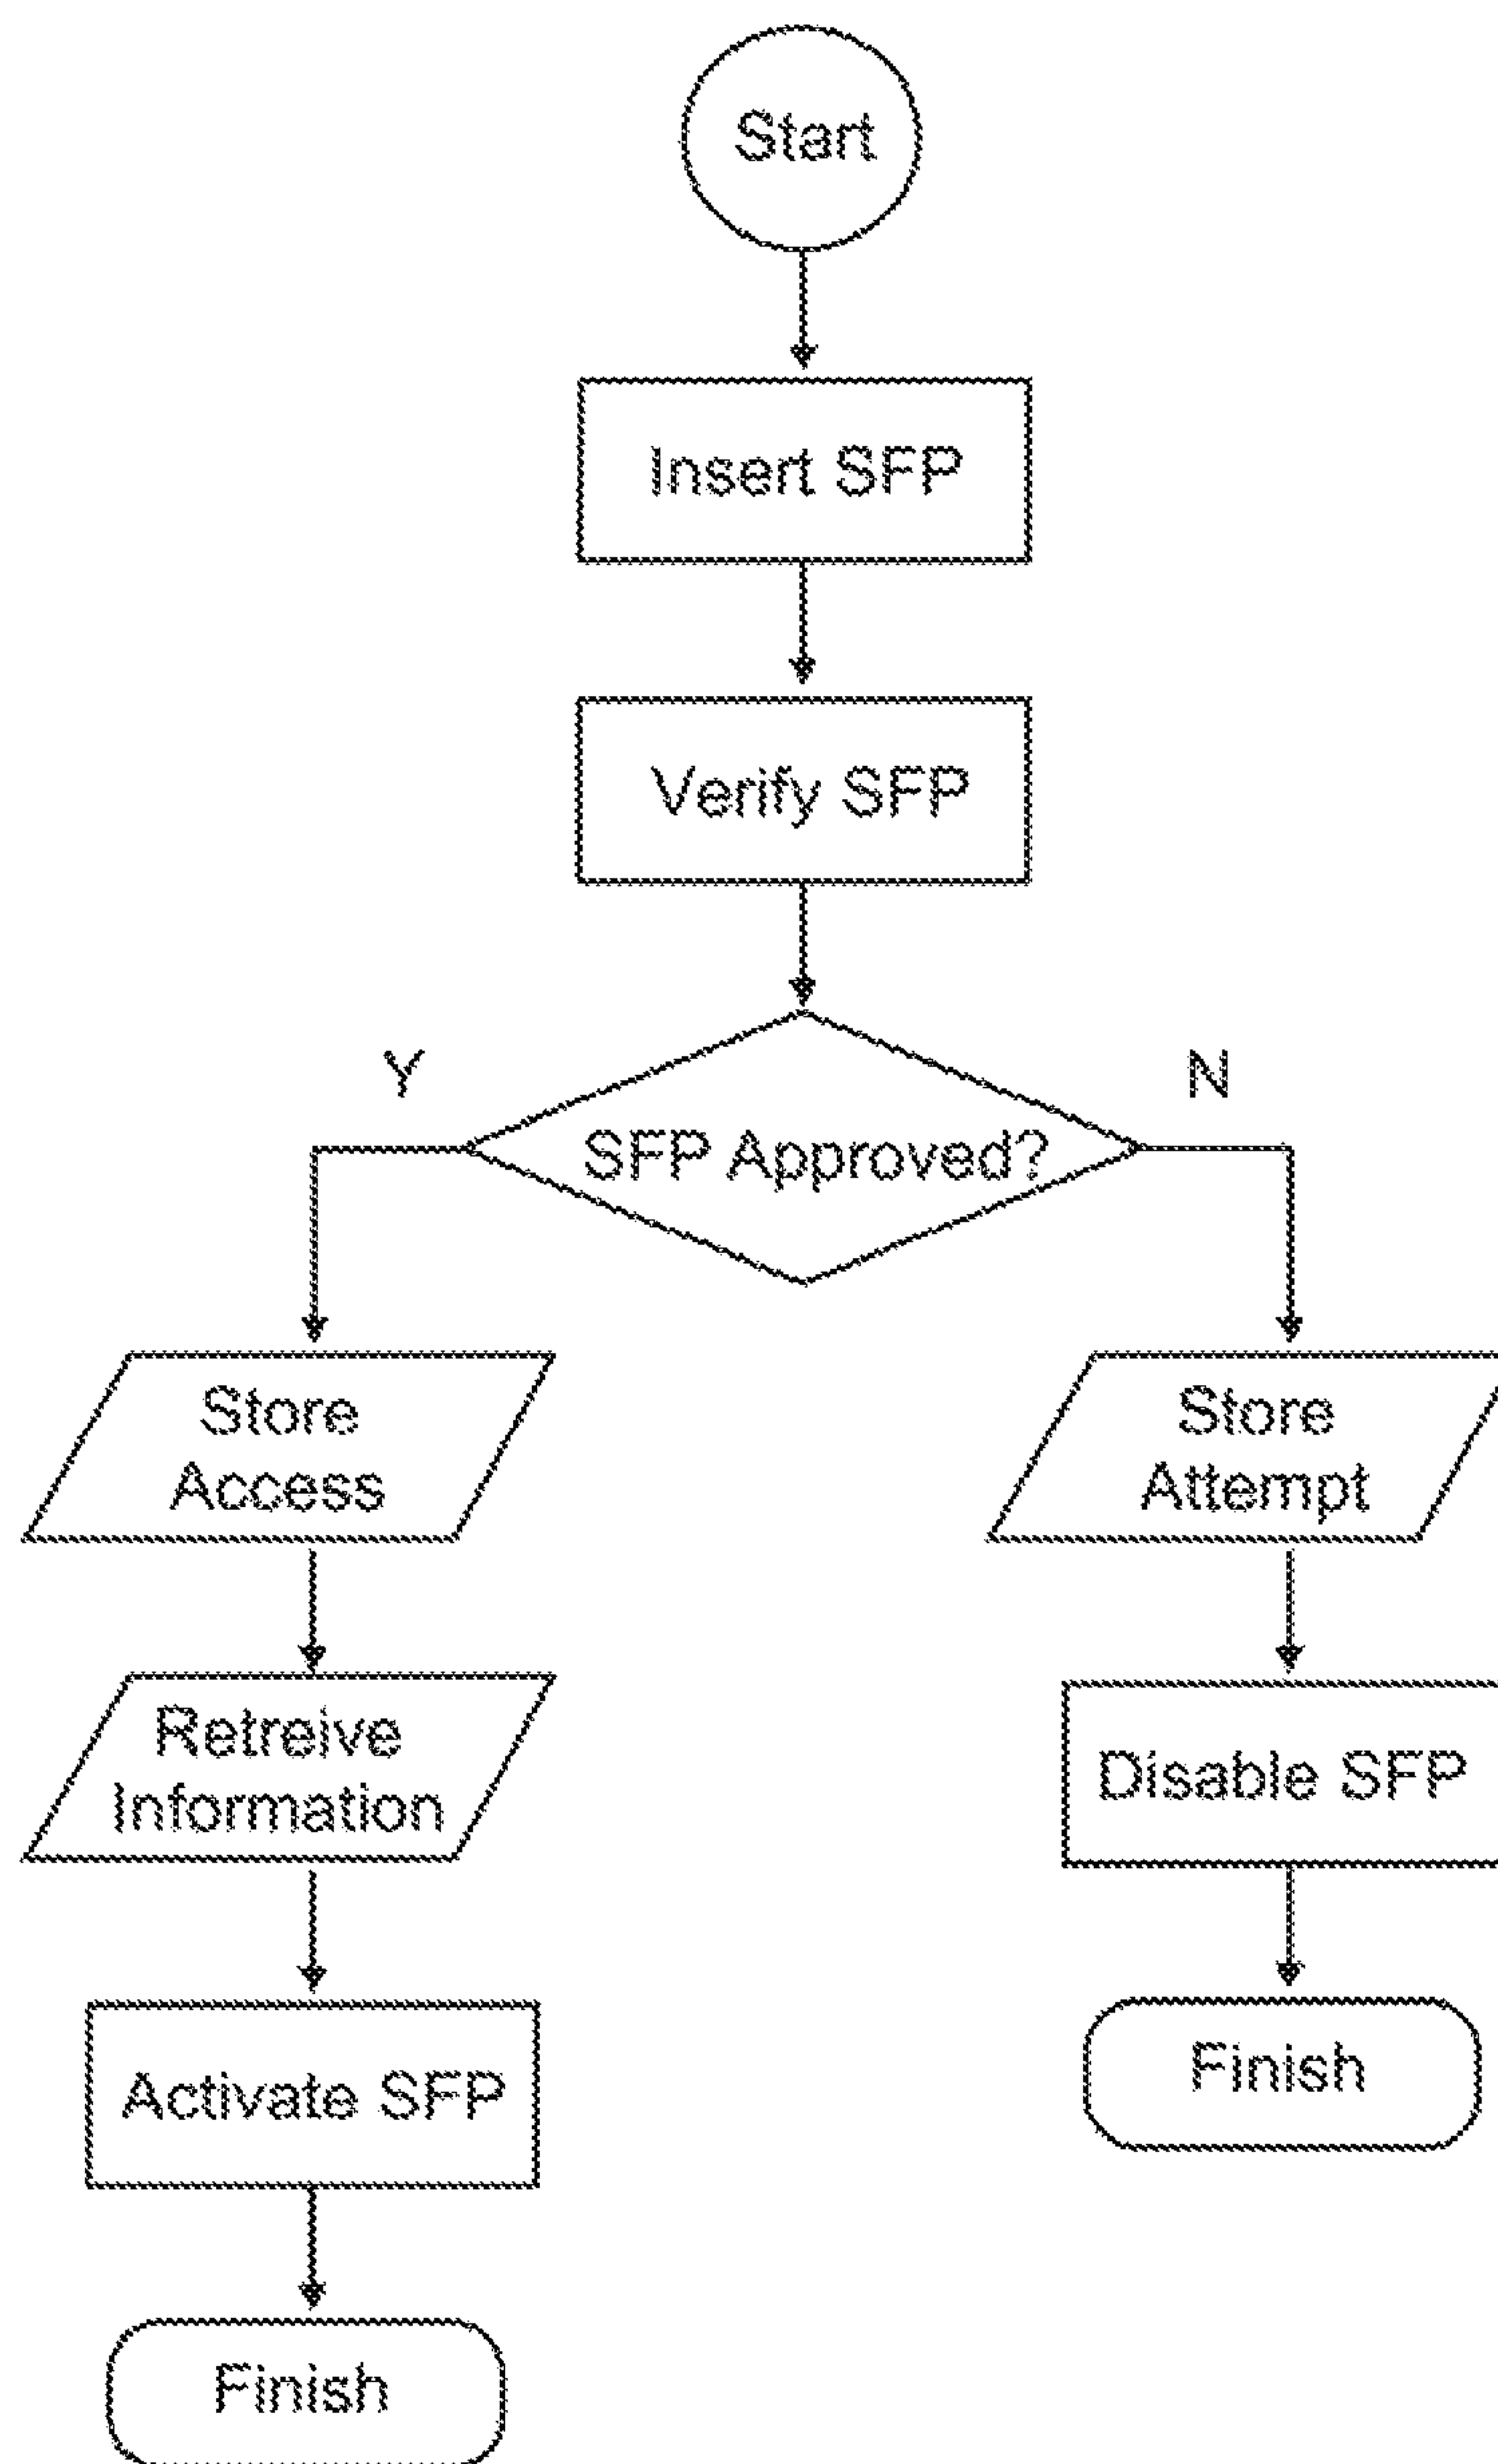 Start
Insert SFP
Verify SFP
Y
N
SFP Approved?
Store
Access
Store
Attempt
Retreive
Information
Disable SFP
Activate SFP
Finish
Finish